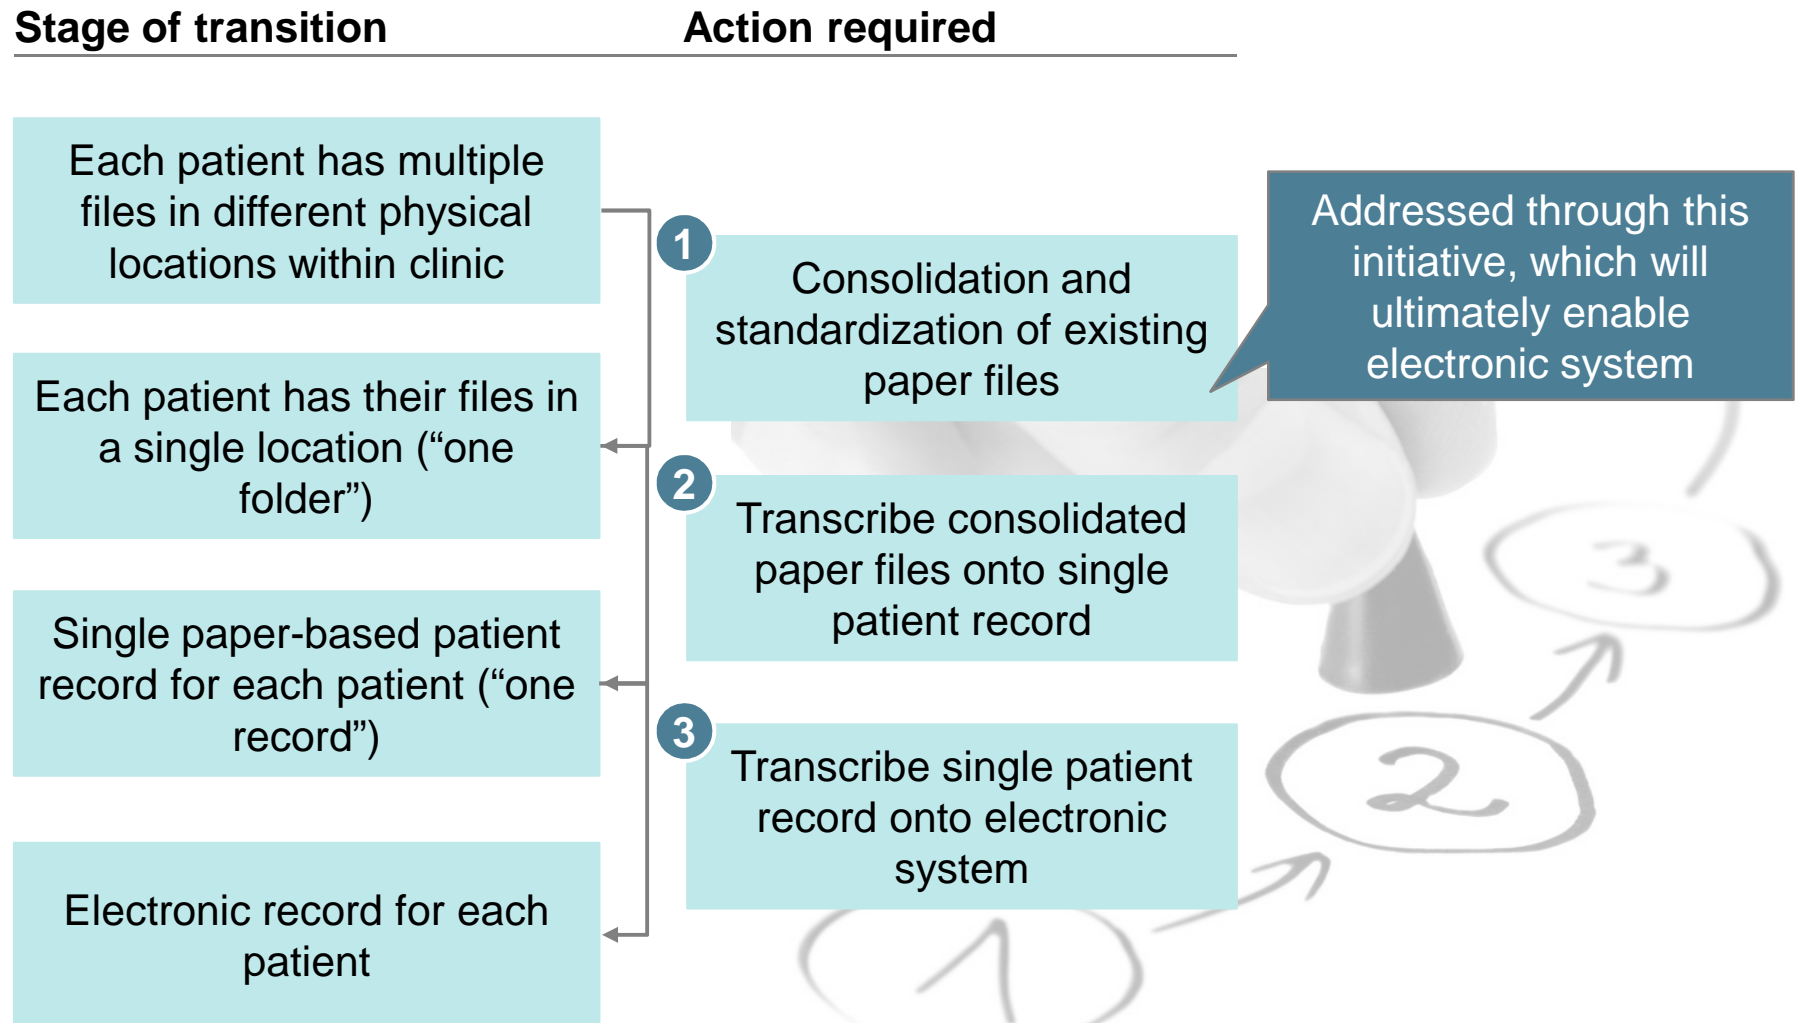 Stage of transition
Action required
Each patient has multiple
files in different physical
locations within clinic
1
Consolidation and
standardization of existing
paper files
Addressed through this
initiative, which will
ultimately enable
electronic system
Each patient has their files in
a single location (“one
folder”)
2
Transcribe consolidated
paper files onto single
patient record
Single paper-based patient
record for each patient (“one
record”)
3
Transcribe single patient
record onto electronic
system
Electronic record for each
patient
3
2
1